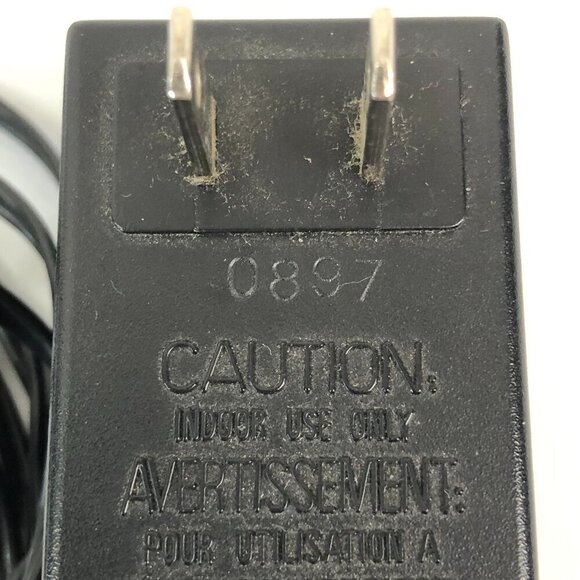 0897
CAUTION:
INDOOR USE ONLY
AVERTISSEMENT:
POUR UTILISATION A